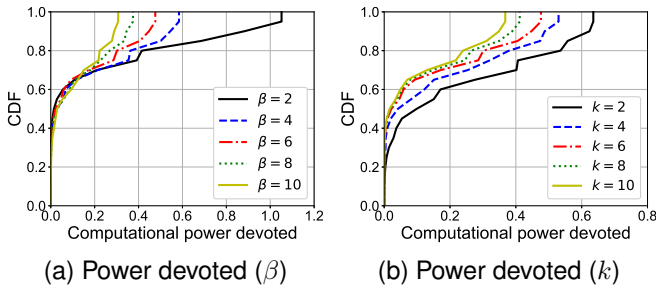 1.0
0.8
0.6
0.4
0.2
0.0
CDF
β = 2
β = 4
β = 6
β = 8
β = 10
0.0 0.2 0.4 0.6 0.8 1.0 1.2
Computational power devoted
(a) Power devoted (β)
1.0
0.8
0.6
0.4
0.2
0.0
CDF
k = 2
k = 4
k = 6
k = 8
k = 10
0.0 0.2 0.4 0.6 0.8
Computational power devoted
(b) Power devoted (k)